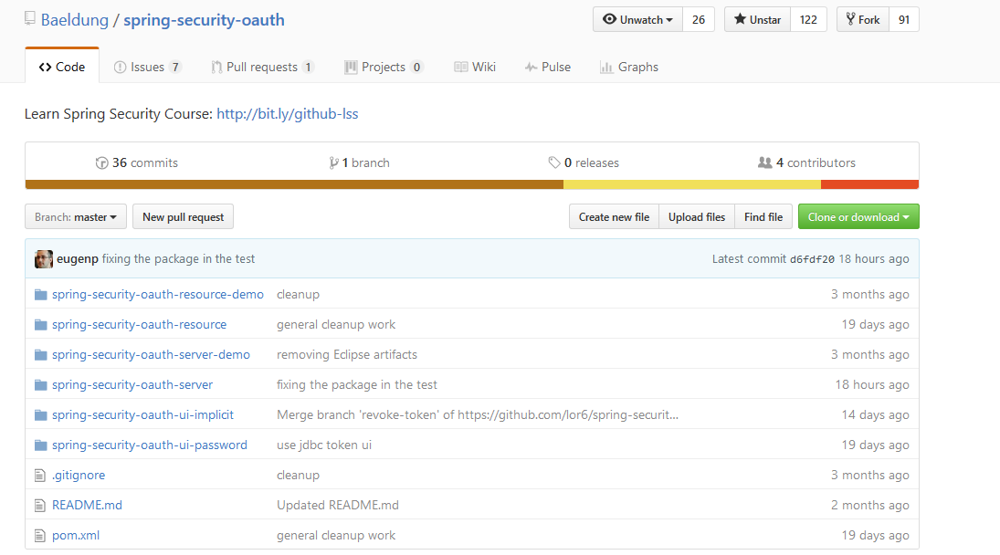 Baeldung / spring-security-oauth Unwatch 26 Unstar 122 Fork 91
Code Issues 7 Pull requests 1 Projects 0 Wiki Pulse Graphs
Learn Spring Security Course: http://bit.ly/github-lss
36 commits 1 branch 0 releases 4 contributors
Branch: master New pull request Create new file Upload files Find file Clone or download
eugenp fixing the package in the test Latest commit d6fdf20 18 hours ago
spring-security-oauth-resource-demo cleanup 3 months ago
spring-security-oauth-resource general cleanup work 19 days ago
spring-security-oauth-server-demo removing Eclipse artifacts 3 months ago
spring-security-oauth-server fixing the package in the test 18 hours ago
spring-security-oauth-ui-implicit Merge branch 'revoke-token' of https://github.com/lor6/spring-securit... 14 days ago
spring-security-oauth-ui-password use jdbc token ui 19 days ago
.gitignore cleanup 3 months ago
README.md Updated README.md 2 months ago
pom.xml general cleanup work 19 days ago